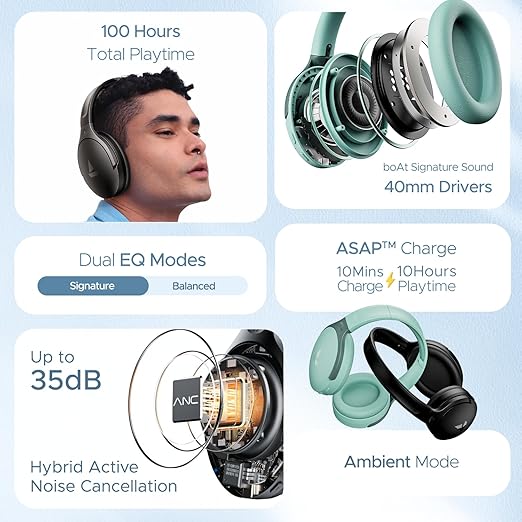 100 Hours
Total Playtime
boAt Signature Sound
40mm Drivers
Dual EQ Modes
Signature
Balanced
ASAP™ Charge
10Mins
Charge
10Hours
Playtime
Up to
35dB
ANC
Hybrid Active
Noise Cancellation
Ambient Mode